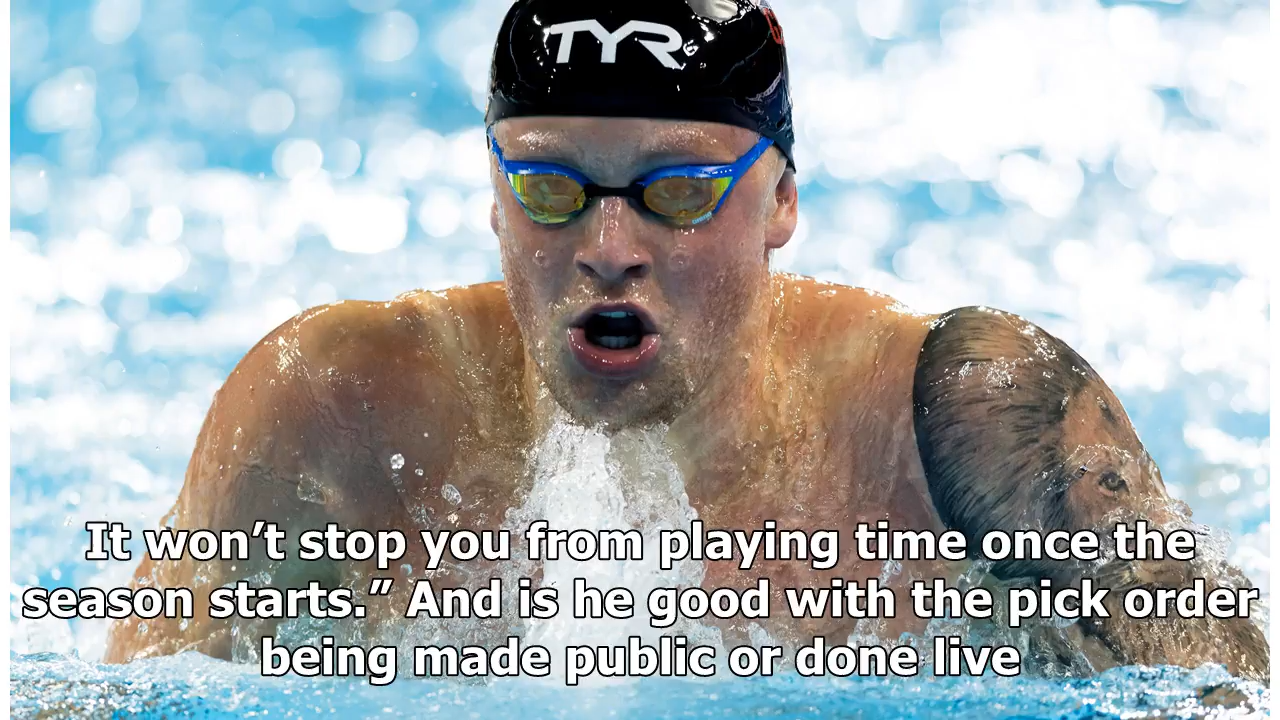 TYR
It won’t stop you from playing time once the
season starts.” And is he good with the pick order
being made public or done live